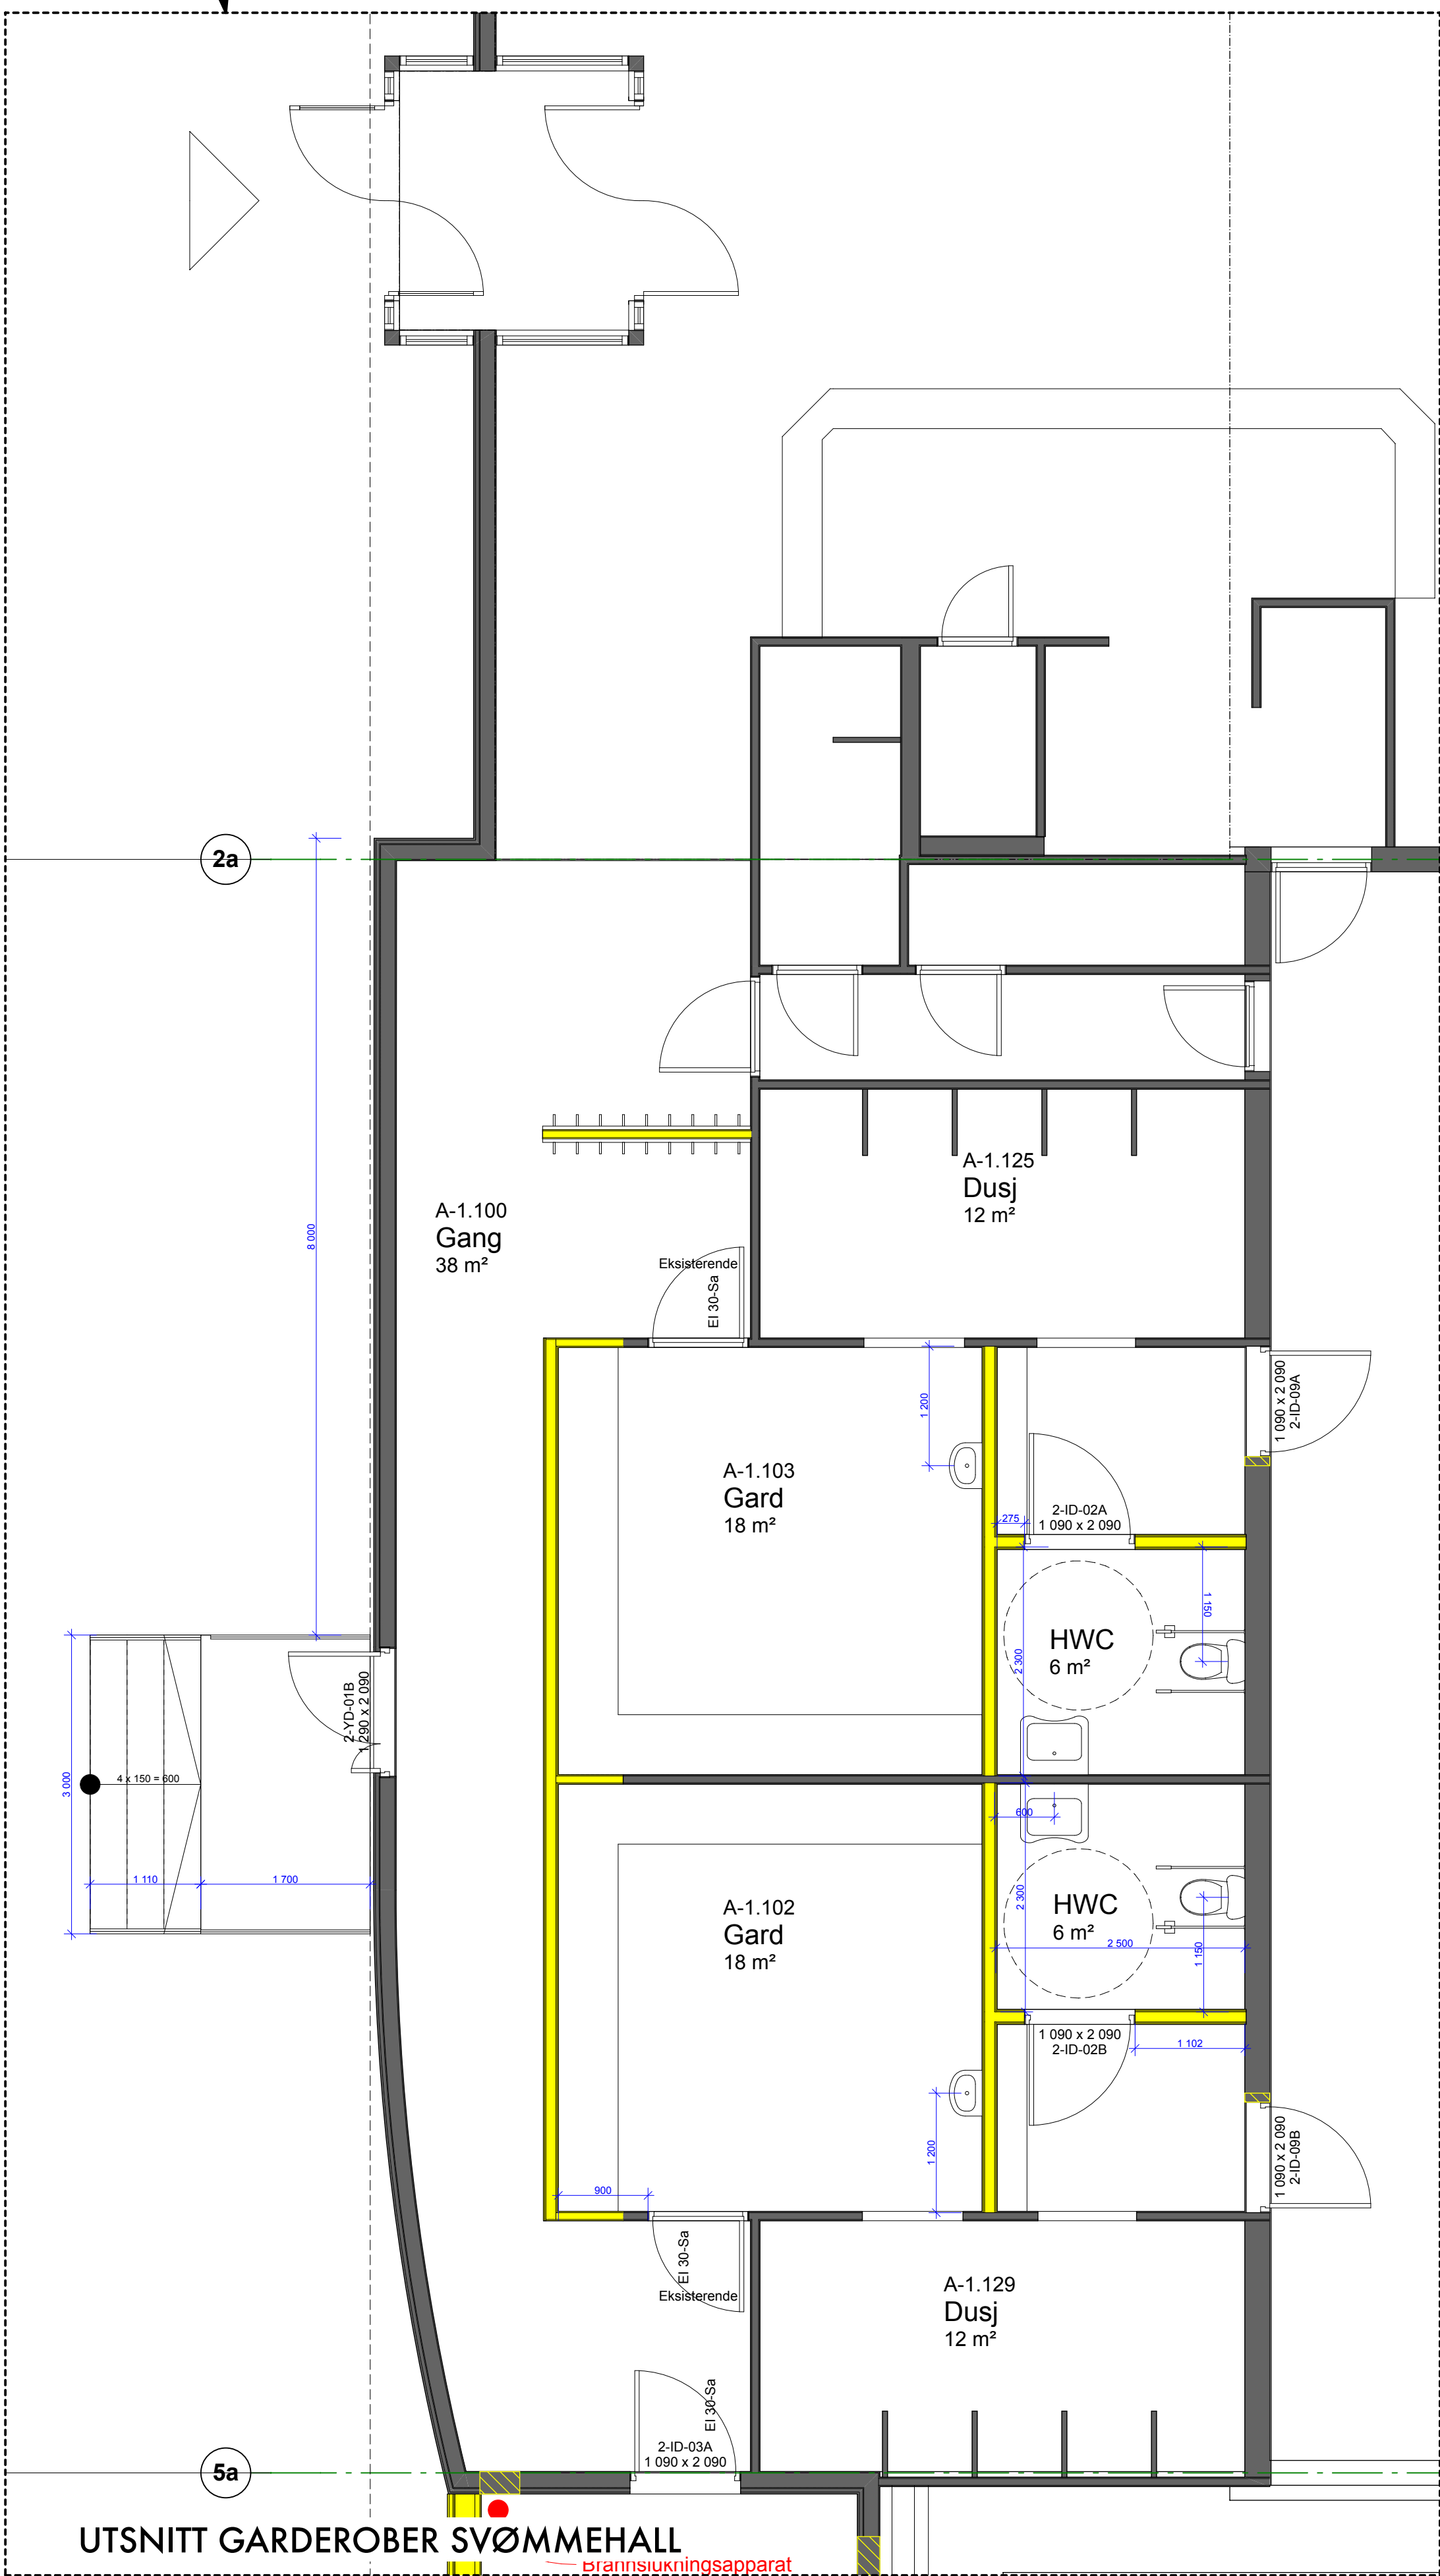 2a
8 000
A-1.125
Dusj
12 m²
A-1.100
Gang
38 m²
Eksisterende
EI 30-Sa
1 200
1 090 x 2 090
2-ID-09A
A-1.103
Gard
18 m²
2-ID-02A
1 090 x 2 090
275
1 150
HWC
6 m²
2 300
2-YD-01B
1 290 x 2 090
3 000
4 x 150 = 600
600
1 110
1 700
A-1.102
Gard
18 m²
HWC
6 m²
2 300
2 500
1 150
1 090 x 2 090
2-ID-02B
1 102
1 200
1 090 x 2 090
2-ID-09B
900
EI 30-Sa
Eksisterende
A-1.129
Dusj
12 m²
EI 30-Sa
2-ID-03A
1 090 x 2 090
5a
UTSNITT GARDEROBER SVØMMEHALL
Brannslukningsapparat